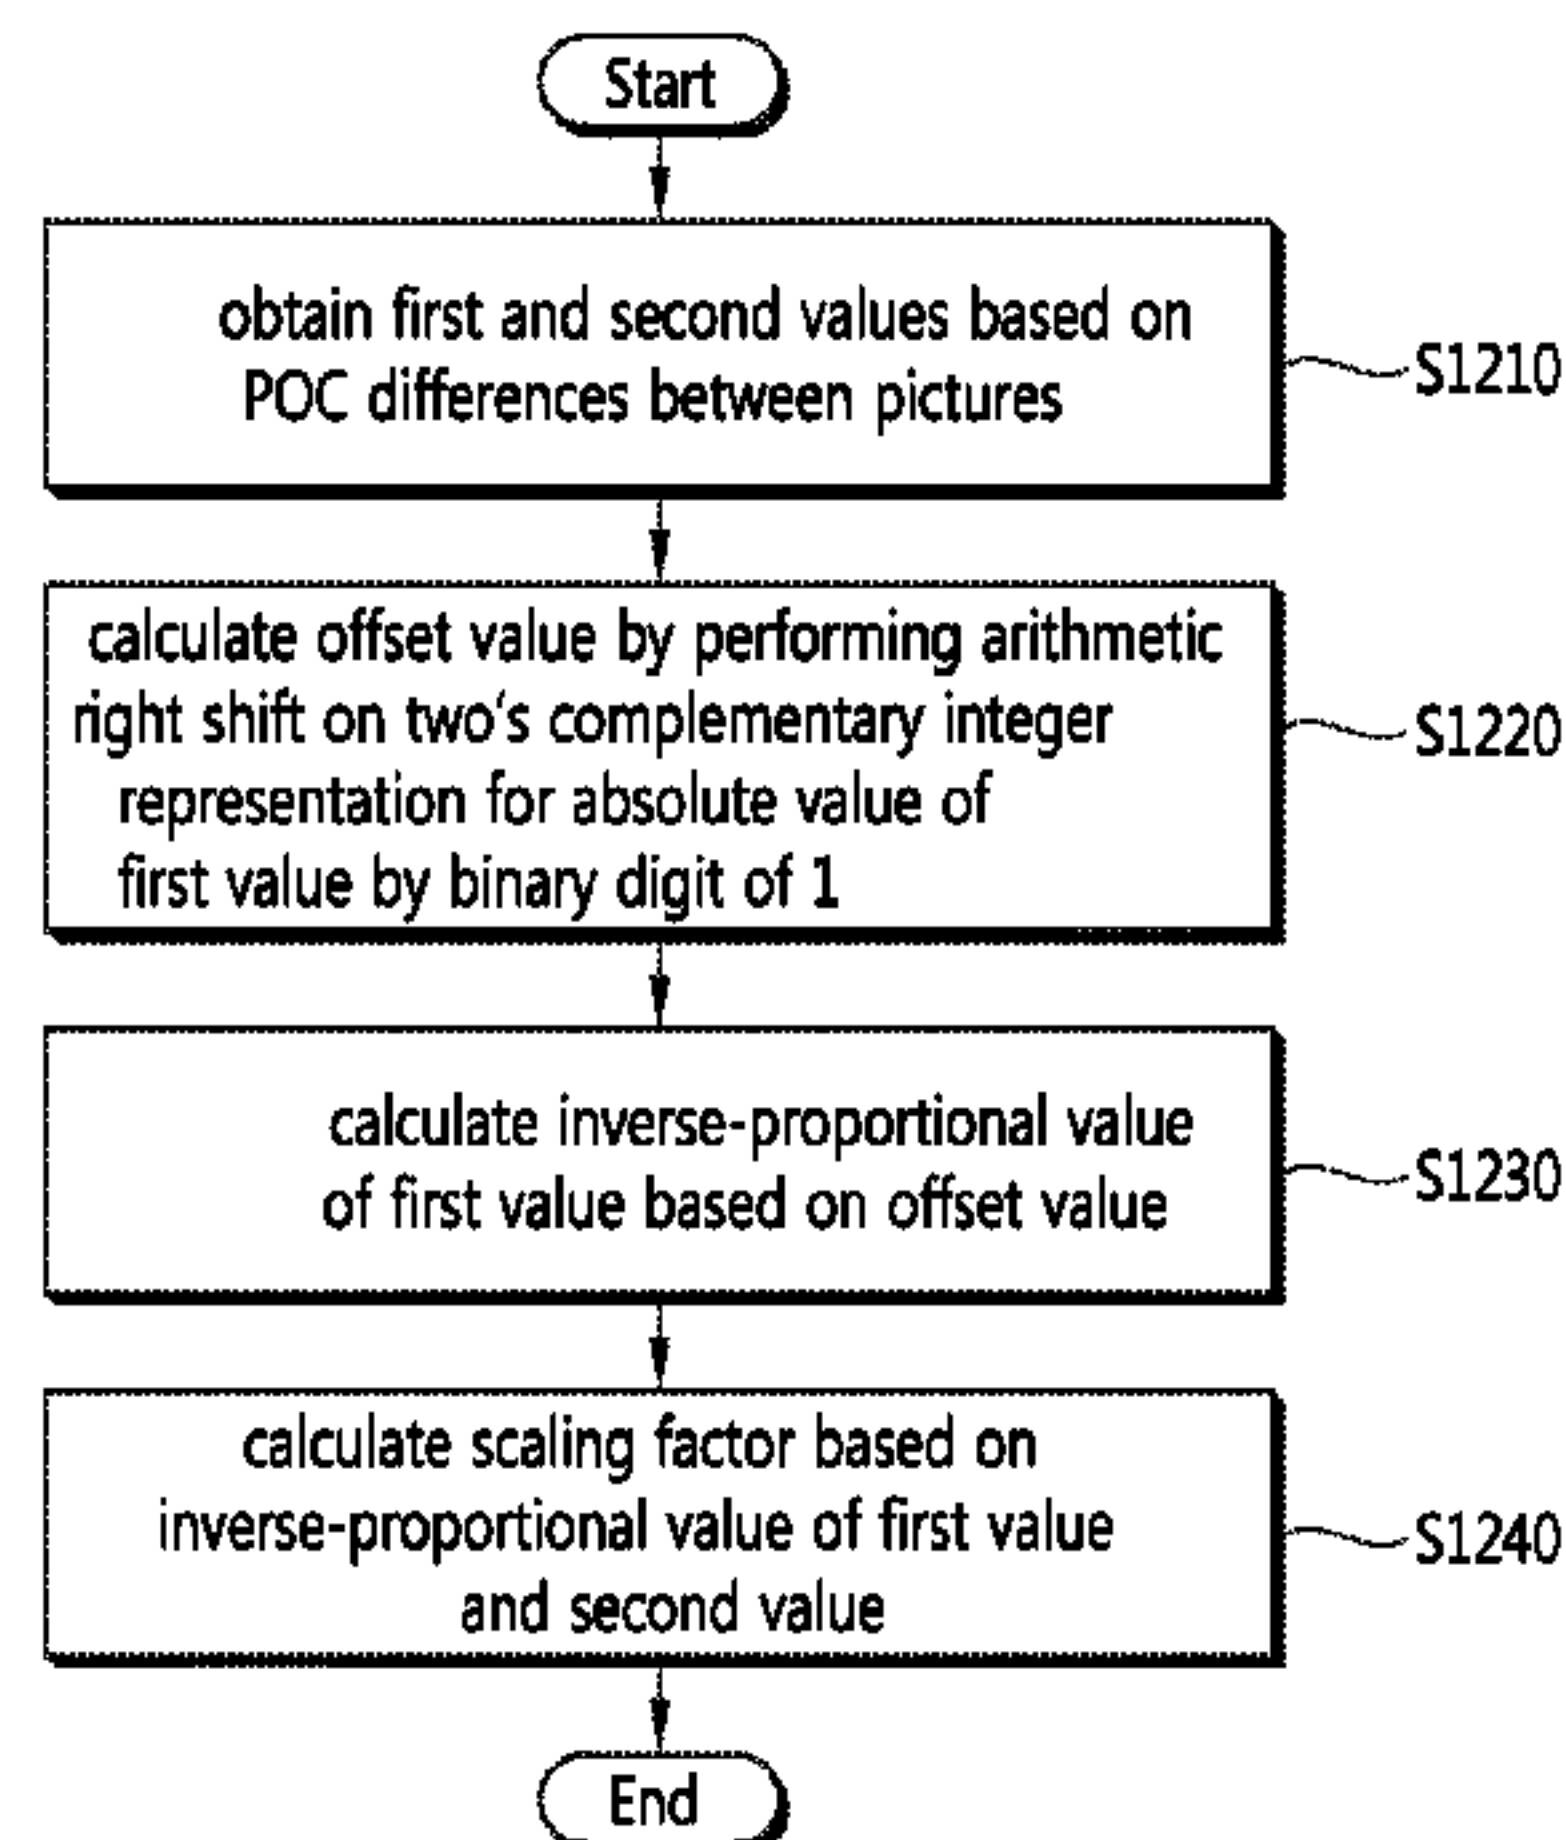 Start
obtain first and second values based on
POC differences between pictures
S1210
calculate offset value by performing arithmetic
right shift on two's complementary integer
representation for absolute value of
first value by binary digit of 1
S1220
calculate inverse-proportional value
of first value based on offset value
S1230
calculate scaling factor based on
inverse-proportional value of first value
and second value
S1240
End